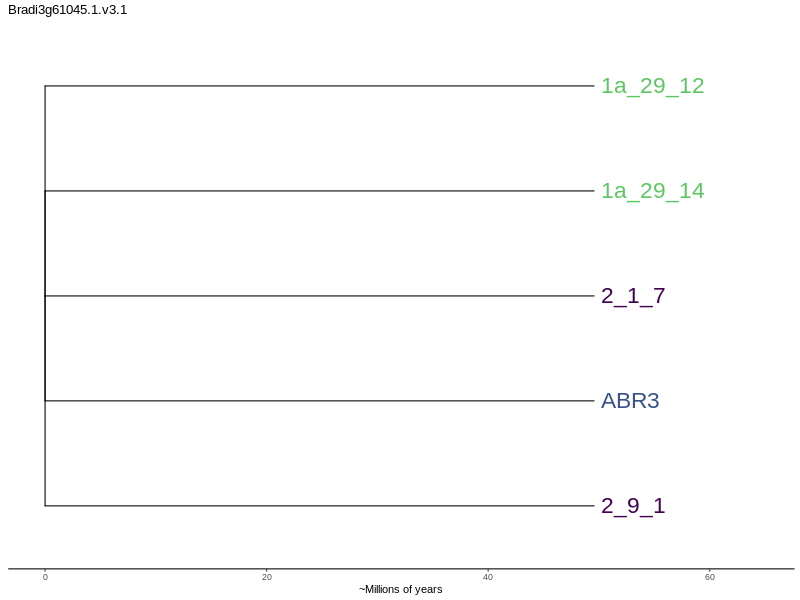 Bradi3g61045.1.v3.1
1a_29_12
1a_29_14
2_1_7
ABR3
2_9_1
0 20 40 60
~Millions of years